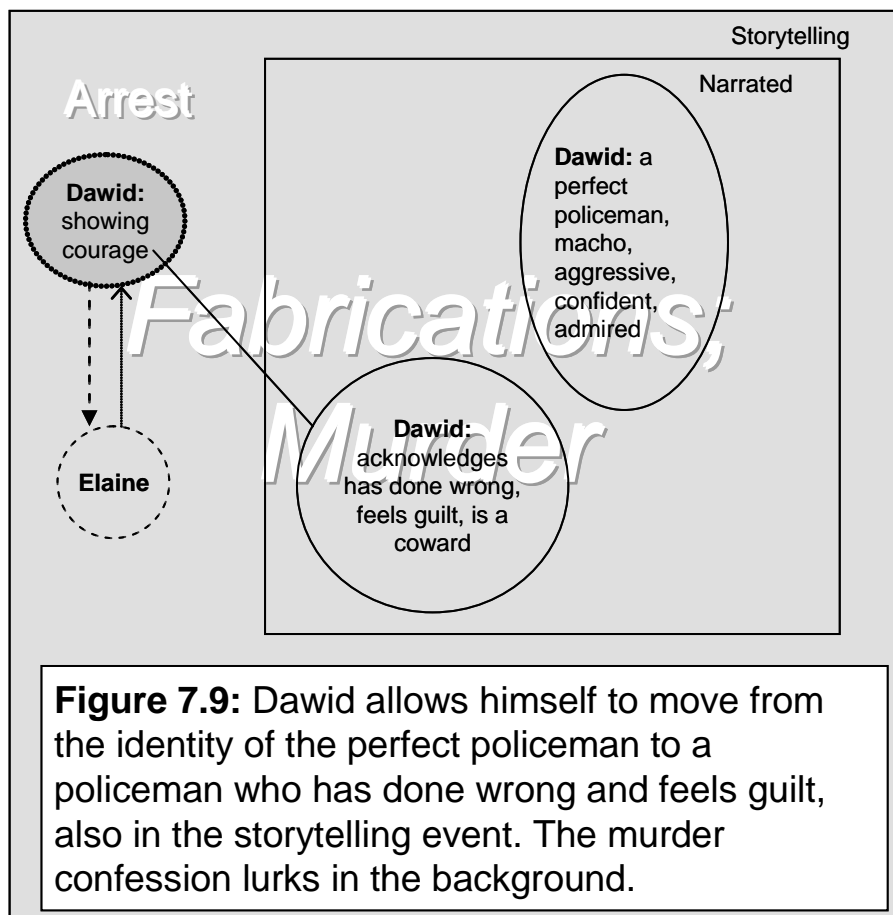 Storytelling
Narrated
Arrest
Dawid:
showing
courage
Dawid: a
perfect
policeman,
macho,
aggressive,
confident,
admired
Fabrications;
Murder
Dawid:
acknowledges
has done wrong,
feels guilt, is a
coward
Elaine
Figure 7.9: Dawid allows himself to move from
the identity of the perfect policeman to a
policeman who has done wrong and feels guilt,
also in the storytelling event. The murder
confession lurks in the background.